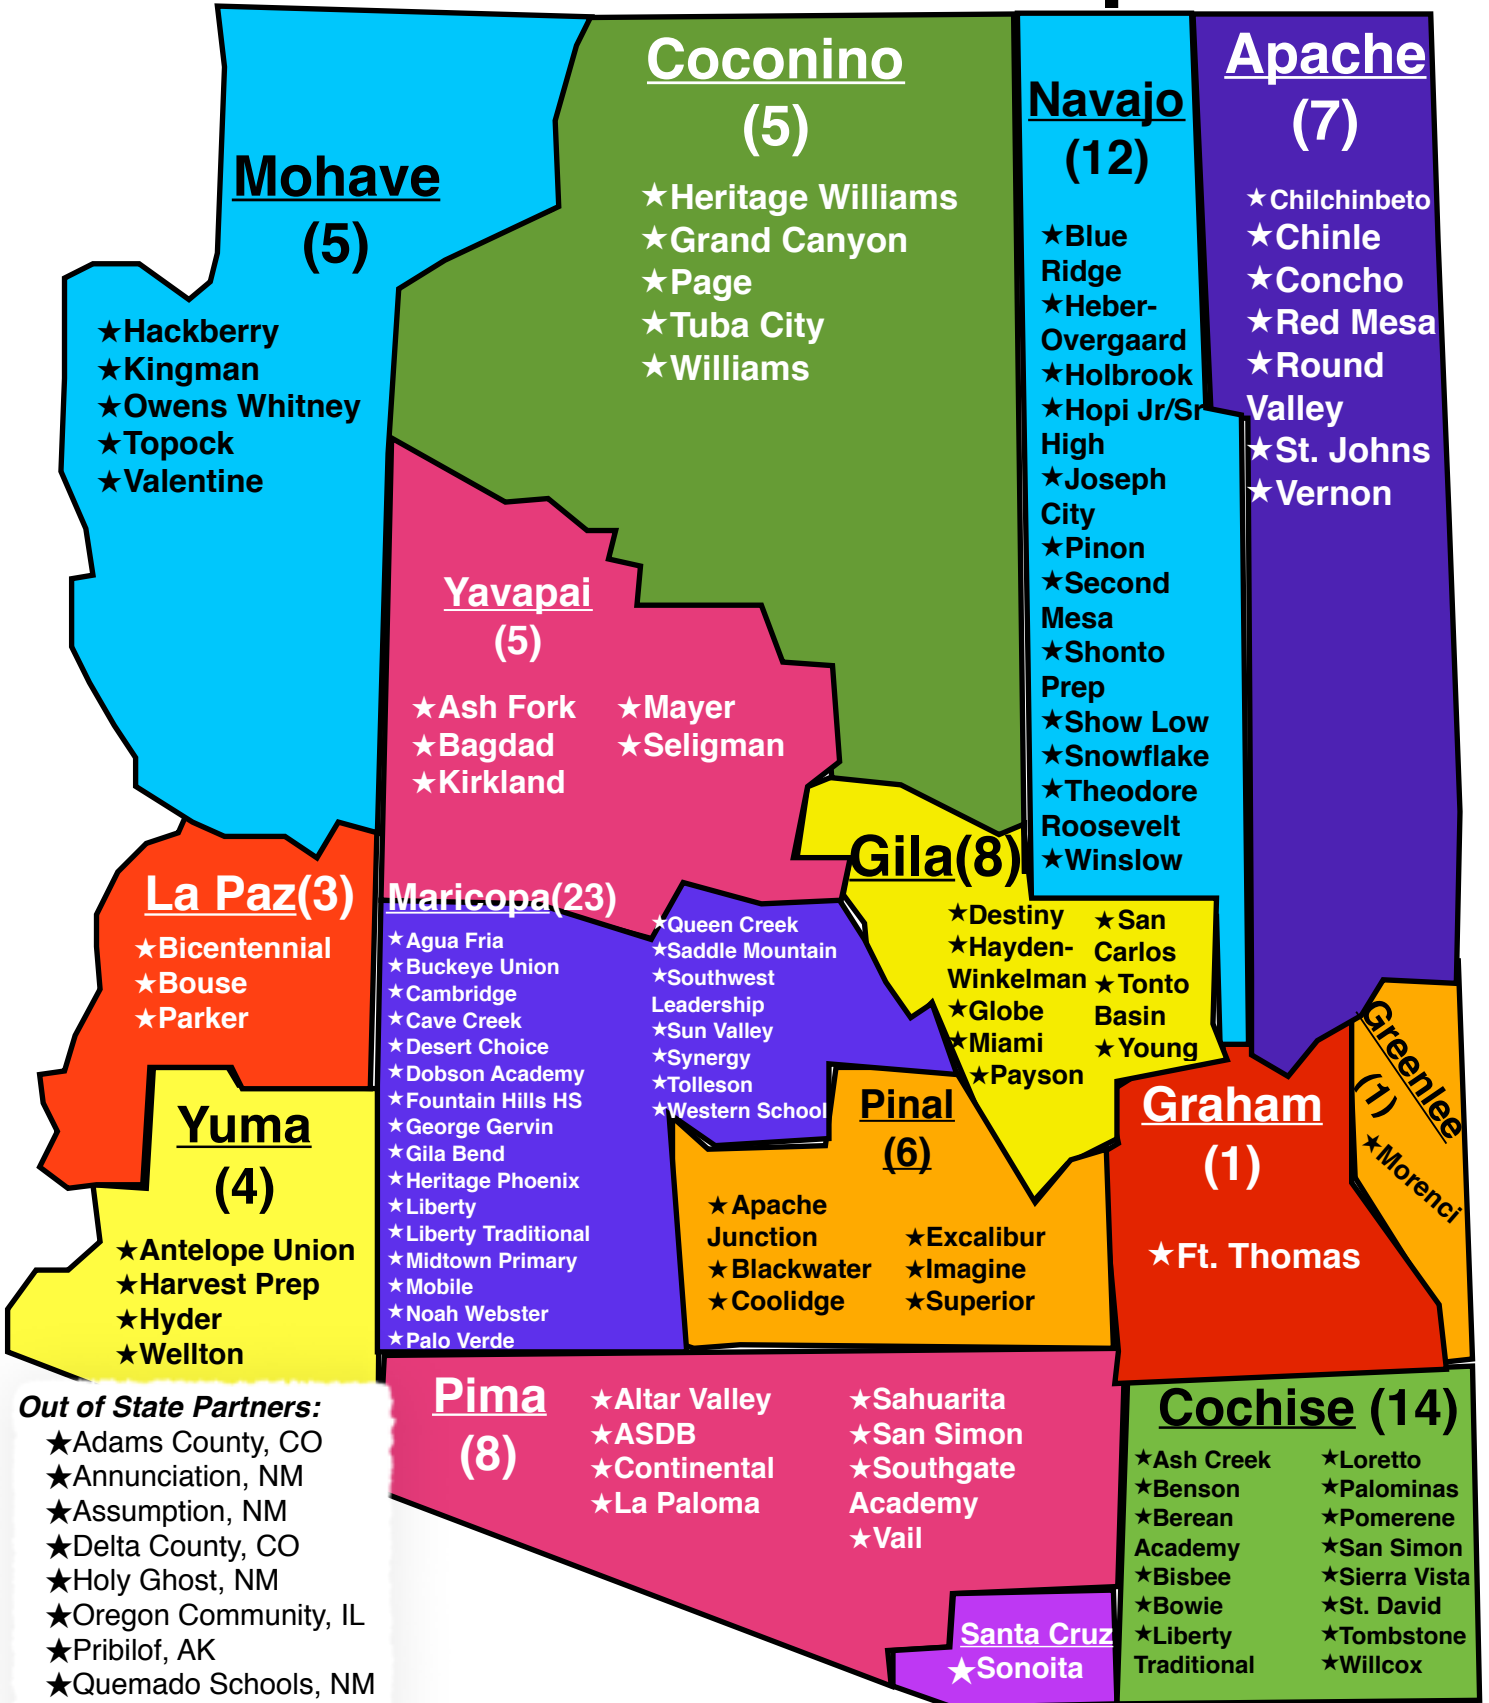 Mohave
(5)
★Hackberry
★Kingman
★Owens Whitney
★Topock
★Valentine
Coconino
(5)
★Heritage Williams
★Grand Canyon
★Page
★Tuba City
★Williams
Navajo
(12)
★Blue
Ridge
★Heber-
Overgaard
★Holbrook
★Hopi Jr/Sr
High
★Joseph
City
★Pinon
★Second
Mesa
★Shonto
Prep
★Show Low
★Snowflake
★Theodore
Roosevelt
★Winslow
Apache
(7)
★Chilchinbeto
★Chinle
★Concho
★Red Mesa
★Round
Valley
★St. Johns
★Vernon
Yavapai
(5)
★Ash Fork
★Bagdad
★Kirkland
★Mayer
★Seligman
La Paz(3)
★Bicentennial
★Bouse
★Parker
Maricopa(23)
★Agua Fria
★Buckeye Union
★Cambridge
★Cave Creek
★Desert Choice
★Dobson Academy
★Fountain Hills HS
★George Gervin
★Gila Bend
★Heritage Phoenix
★Liberty
★Liberty Traditional
★Midtown Primary
★Mobile
★Noah Webster
★Palo Verde
★Queen Creek
★Saddle Mountain
★Southwest
Leadership
★Sun Valley
★Synergy
★Tolleson
★Western School
Gila(8)
★Destiny
★Hayden-
Winkelman
★Globe
★Miami
★Payson
★San
Carlos
★Tonto
Basin
★Young
Yuma
(4)
★Antelope Union
★Harvest Prep
★Hyder
★Wellton
Pinal
(6)
★Apache
Junction
★Blackwater
★Coolidge
★Excalibur
★Imagine
★Superior
Graham
(1)
★Ft. Thomas
Greenlee
(1)
★Morenci
Out of State Partners:
★Adams County, CO
★Annunciation, NM
★Assumption, NM
★Delta County, CO
★Holy Ghost, NM
★Oregon Community, IL
★Pribilof, AK
★Quemado Schools, NM
Pima
(8)
★Altar Valley
★ASDB
★Continental
★La Paloma
★Sahuarita
★San Simon
★Southgate
Academy
★Vail
Santa Cruz
★Sonoita
Cochise (14)
★Ash Creek
★Benson
★Berean
Academy
★Bisbee
★Bowie
★Liberty
Traditional
★Loretto
★Palominas
★Pomerene
★San Simon
★Sierra Vista
★St. David
★Tombstone
★Willcox